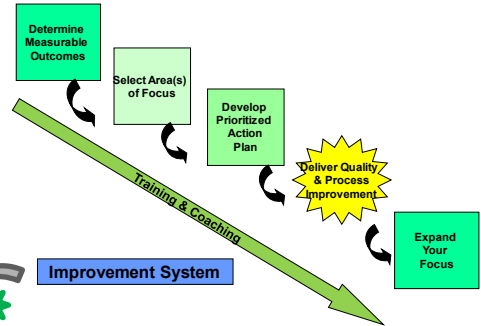 Determine
Measurable
Outcomes
Select Area(s)
of Focus
Develop
Prioritized
Action
Plan
Deliver Quality
& Process
Improvement
Expand
Your
Focus
Training & Coaching
Improvement System